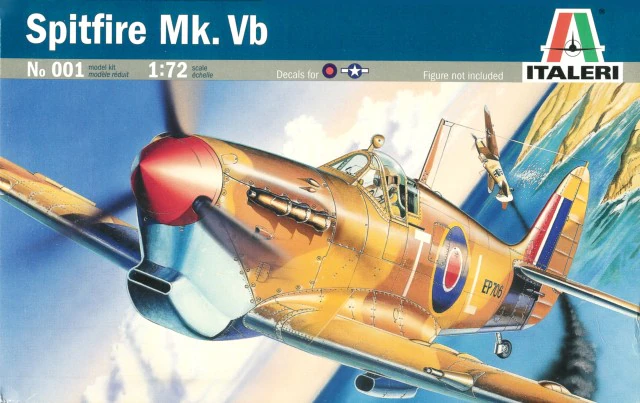 Spitfire Mk. Vb
No 001 model kit
modèle réduit
1:72 scale
échelle
Decals for
Figure not included
ITALERI
T
L
EP706